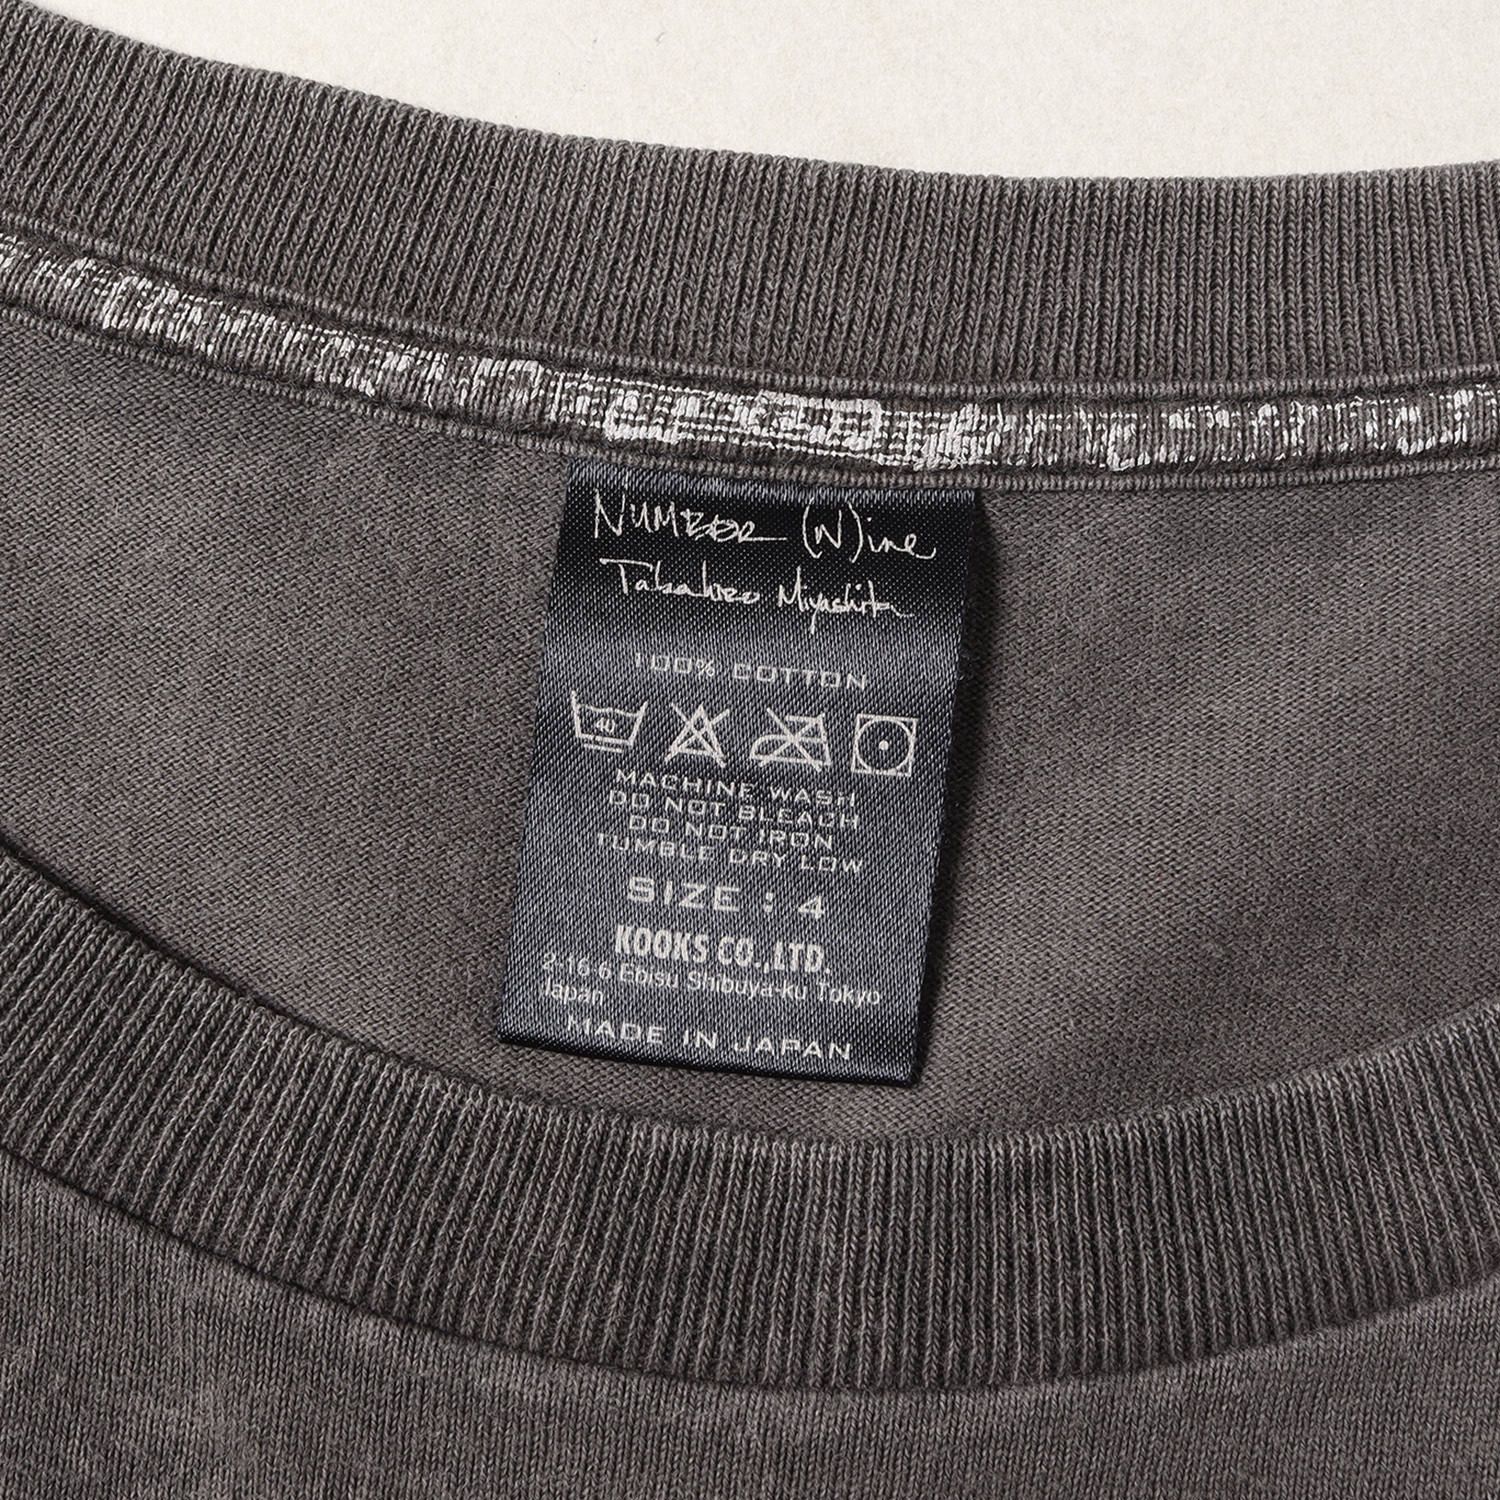 NUMBER (N)ine
Takahiro Miyashita
100% COTTON
40
MACHINE WASH
DO NOT BLEACH
DO NOT IRON
TUMBLE DRY LOW
SIZE : 4
KOOKS CO.,LTD.
2-16-6 Ebisu Shibuya-ku Tokyo
Japan
MADE IN JAPAN